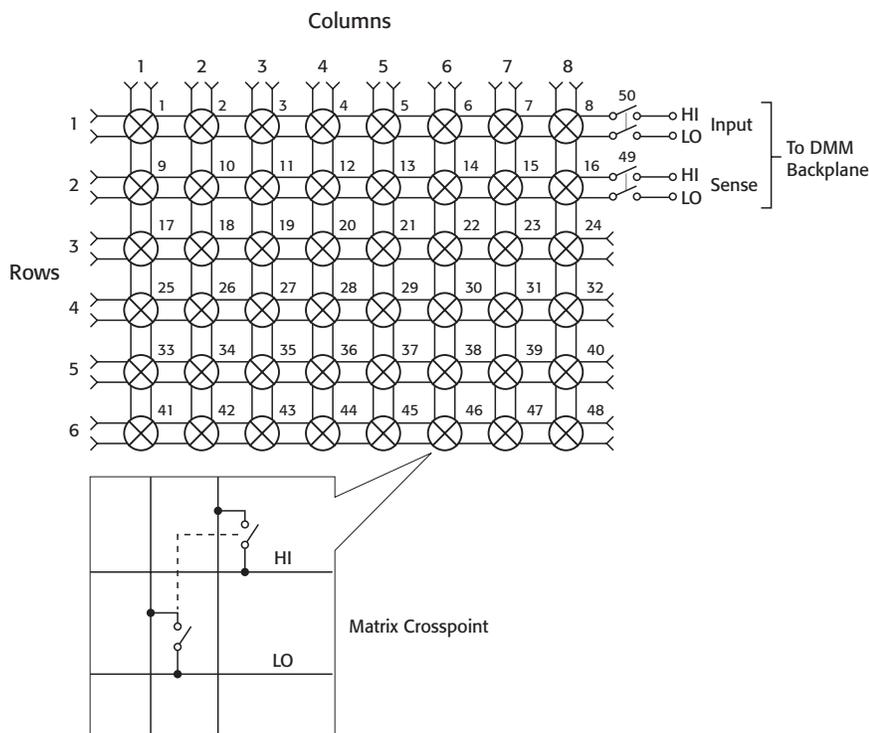 Columns
1 2 3 4 5 6 7 8
1 1 2 3 4 5 6 7 8 50 HI Input
LO
To DMM
Backplane
2 9 10 11 12 13 14 15 16 49 HI Sense
LO
3 17 18 19 20 21 22 23 24
Rows
4 25 26 27 28 29 30 31 32
5 33 34 35 36 37 38 39 40
6 41 42 43 44 45 46 47 48
HI
Matrix Crosspoint
LO